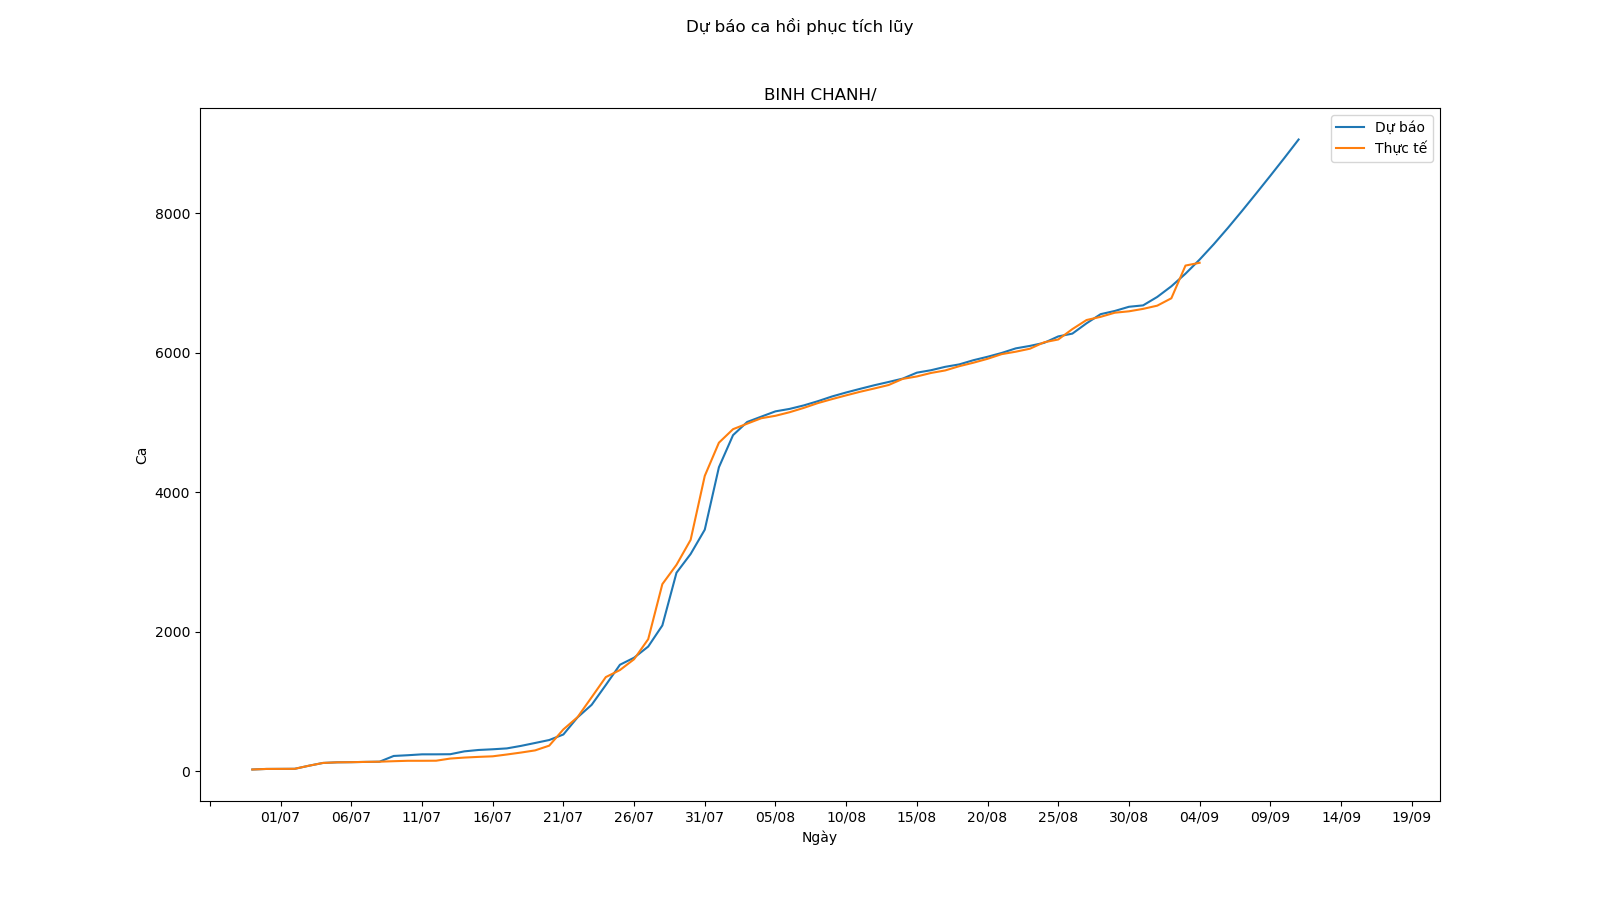 Dự báo ca hồi phục tích lũy
BINH CHANH/
Dự báo
Thực tế
8000
6000
4000
2000
0
Ca
01/07 06/07 11/07 16/07 21/07 26/07 31/07 05/08 10/08 15/08 20/08 25/08 30/08 04/09 09/09 14/09 19/09
Ngày